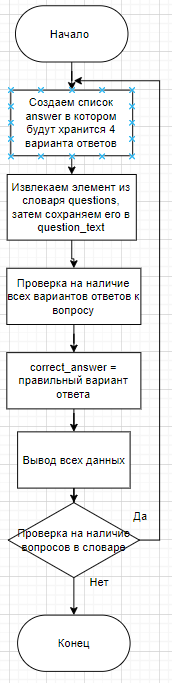 Начало
Создаем список
answer в котором
будут хранится 4
варианта ответов
Извлекаем элемент из
словаря questions,
затем сохраняем его в
question_text
Проверка на наличие
всех вариантов ответов к
вопросу
correct_answer =
правильный вариант
ответа
Вывод всех данных
Да
Проверка на наличие
вопросов в словаре
Нет
Конец